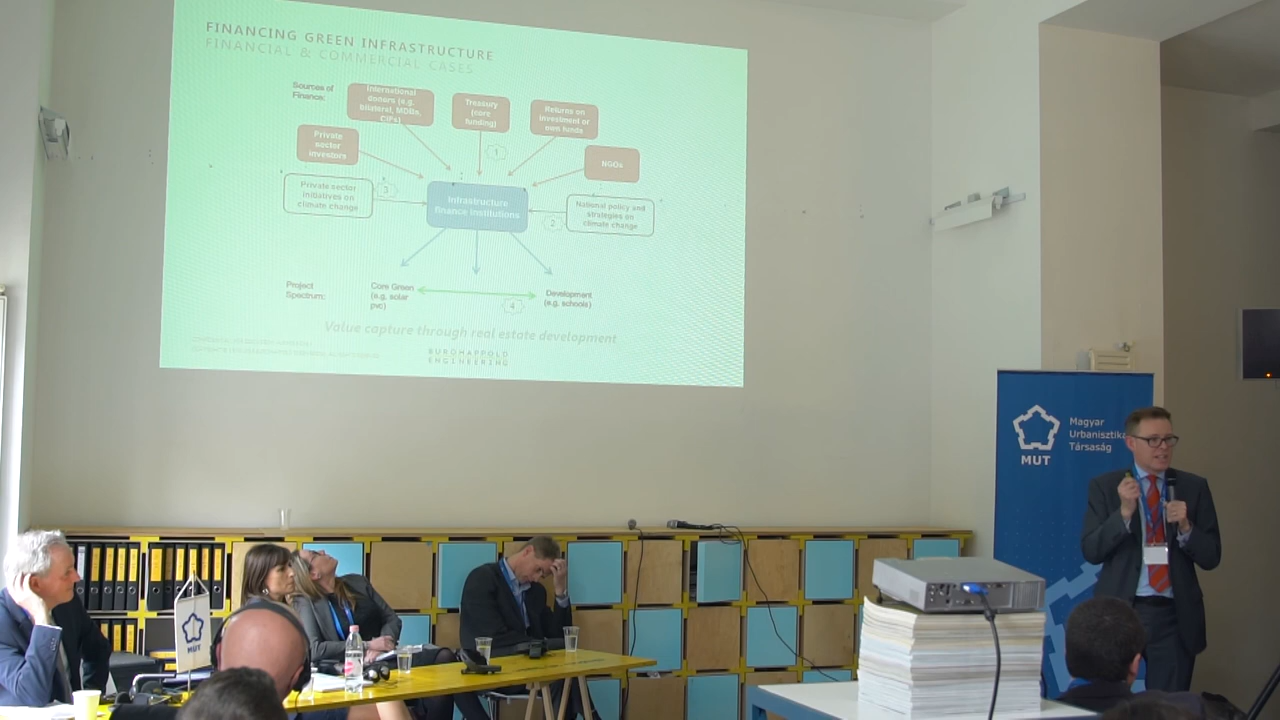 FINANCING GREEN INFRASTRUCTURE
FINANCIAL & COMMERCIAL CASES
Sources of
Finance:
International
donors (e.g.
bilateral, MDBs,
CIFs)
Treasury
(core
funding)
Returns on
investment or
own funds
Private
sector
investors
1
NGOs
Private sector
initiatives on
climate change
3
Infrastructure
finance institutions
2
National policy and
strategies on
climate change
Project
Spectrum:
Core Green
(e.g. solar
pvc)
4
Development
(e.g. schools)
Value capture through real estate development
BUROHAPPOLD
ENGINEERING
MUT
Magyar
Urbanisztika
Társaság
MUT